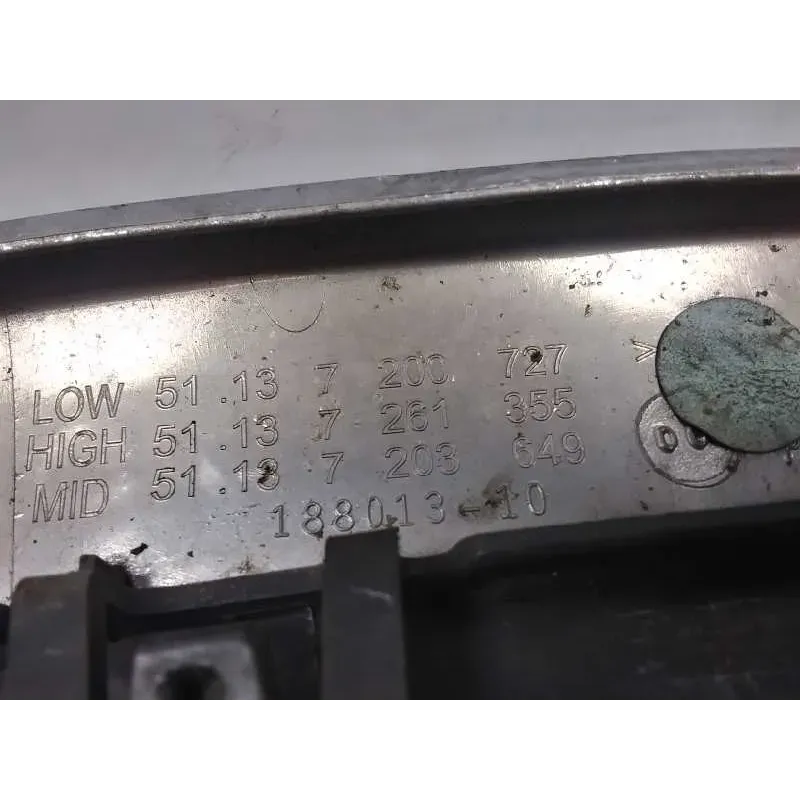 LOW 51.13 7 200 727
HIGH 51.13 7 261 355
MID 51.13 7 203 649
188013-10